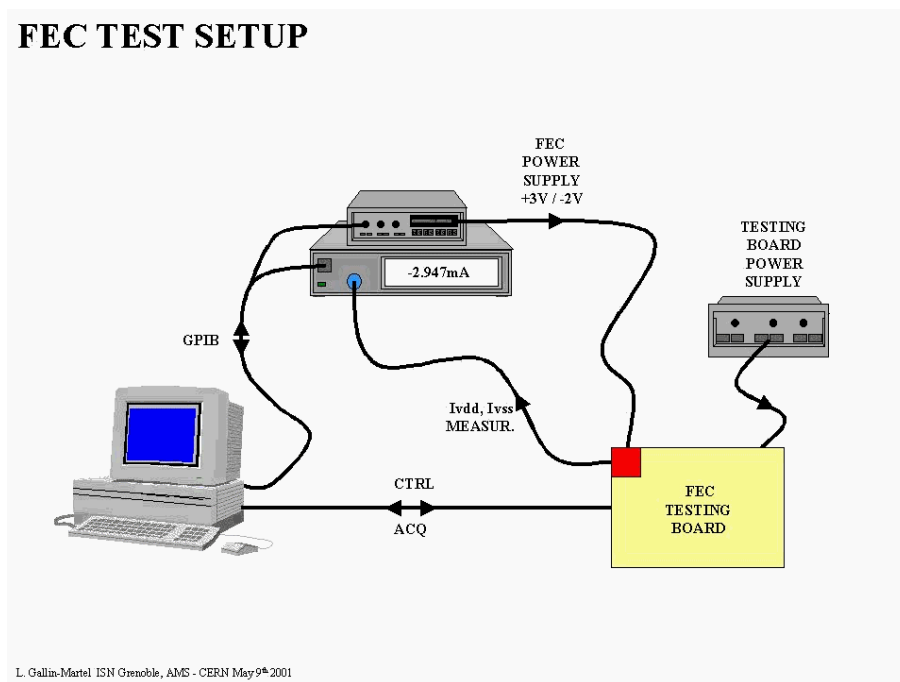 FEC TEST SETUP
FEC
POWER
SUPPLY
+3V / -2V
TESTING
BOARD
POWER
SUPPLY
-2.947mA
GPIB
Ivdd, Ivss
MEASUR.
CTRL
ACQ
FEC
TESTING
BOARD
L. Gallin-Martel ISN Grenoble, AMS - CERN May 9th 2001